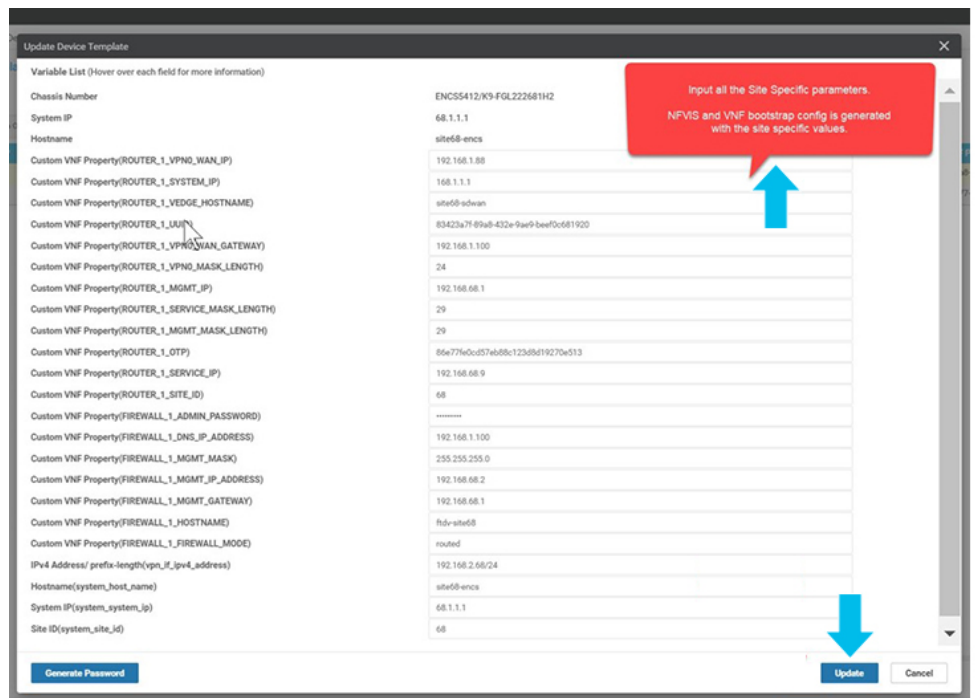 Update Device Template
Variable List (Hover over each field for more information)
Input all the Site Specific parameters.
NFVIS and VNF bootstrap config is generated
with the site specific values.
Chassis Number ENCS5412/K9-FGL222681H2
System IP 68.1.1.1
Hostname site68-encs
Custom VNF Property(ROUTER_1_VPN0_WAN_IP) 192.168.1.88
Custom VNF Property(ROUTER_1_SYSTEM_IP) 168.1.1.1
Custom VNF Property(ROUTER_1_VEDGE_HOSTNAME) site68-sdwan
Custom VNF Property(ROUTER_1_UUID) 83423a7f-89a8-432e-9ae9-beef0c681920
Custom VNF Property(ROUTER_1_VPN0_WAN_GATEWAY) 192.168.1.100
Custom VNF Property(ROUTER_1_VPN0_MASK_LENGTH) 24
Custom VNF Property(ROUTER_1_MGMT_IP) 192.168.68.1
Custom VNF Property(ROUTER_1_SERVICE_MASK_LENGTH) 29
Custom VNF Property(ROUTER_1_MGMT_MASK_LENGTH) 29
Custom VNF Property(ROUTER_1_OTP) 86e77fe0cd57eb88c123d8d19270e513
Custom VNF Property(ROUTER_1_SERVICE_IP) 192.168.68.9
Custom VNF Property(ROUTER_1_SITE_ID) 68
Custom VNF Property(FIREWALL_1_ADMIN_PASSWORD) •••••••••
Custom VNF Property(FIREWALL_1_DNS_IP_ADDRESS) 192.168.1.100
Custom VNF Property(FIREWALL_1_MGMT_MASK) 255.255.255.0
Custom VNF Property(FIREWALL_1_MGMT_IP_ADDRESS) 192.168.68.2
Custom VNF Property(FIREWALL_1_MGMT_GATEWAY) 192.168.68.1
Custom VNF Property(FIREWALL_1_HOSTNAME) ftdv-site68
Custom VNF Property(FIREWALL_1_FIREWALL_MODE) routed
IPv4 Address/ prefix-length(vpn_if_ipv4_address) 192.168.2.68/24
Hostname(system_host_name) site68-encs
System IP(system_system_ip) 68.1.1.1
Site ID(system_site_id) 68
Generate Password Update Cancel